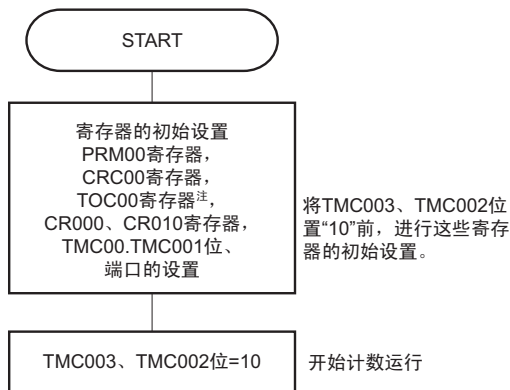 START
寄存器的初始设置
PRM00寄存器，
CRC00寄存器，
TOC00寄存器注，
CR000、CR010寄存器，
TMC00.TMC001位、
端口的设置
将TMC003、TMC002位
置“10”前，进行这些寄存
器的初始设置。
TMC003、TMC002位=10
开始计数运行